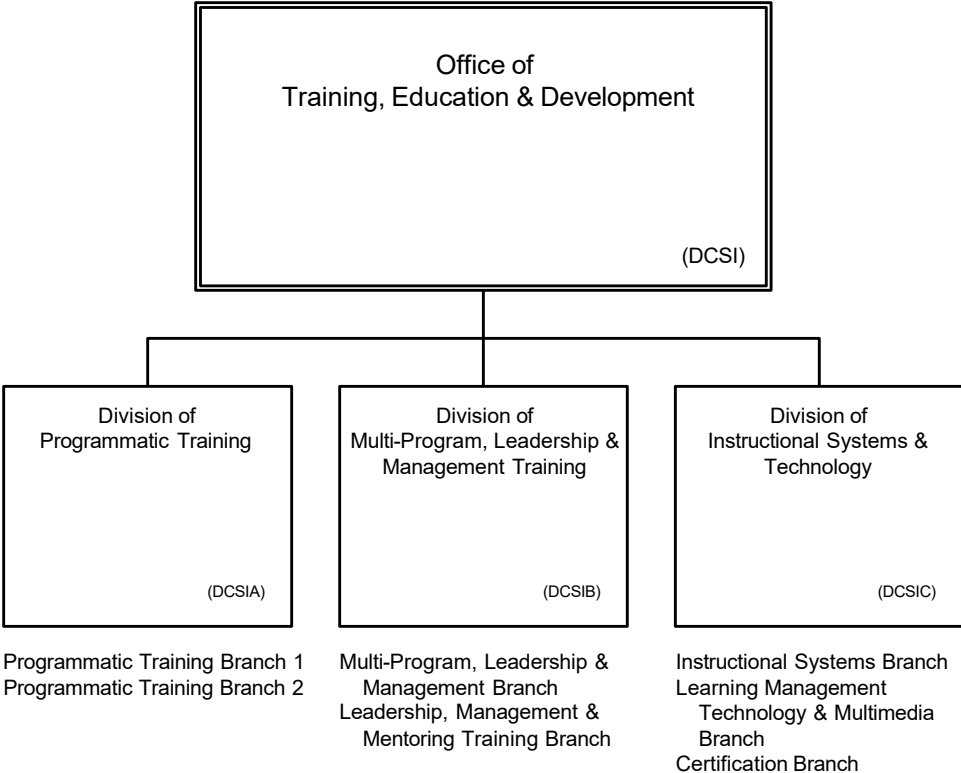 Office of
Training, Education & Development
(DCSI)
Division of
Programmatic Training
(DCSIA)
Programmatic Training Branch 1
Programmatic Training Branch 2
Division of
Multi-Program, Leadership &
Management Training
(DCSIB)
Multi-Program, Leadership &
Management Branch
Leadership, Management &
Mentoring Training Branch
Division of
Instructional Systems &
Technology
(DCSIC)
Instructional Systems Branch
Learning Management
Technology & Multimedia
Branch
Certification Branch